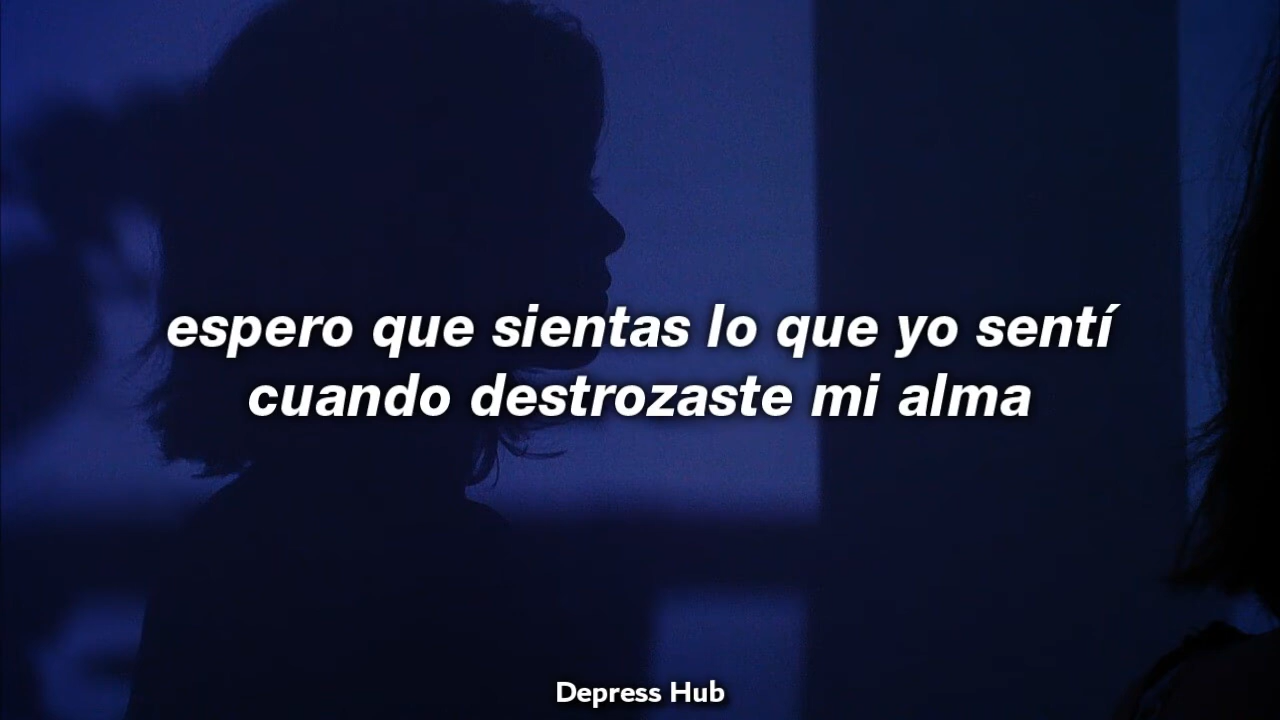 espero que sientas lo que yo sentí
cuando destrozaste mi alma
Depress Hub